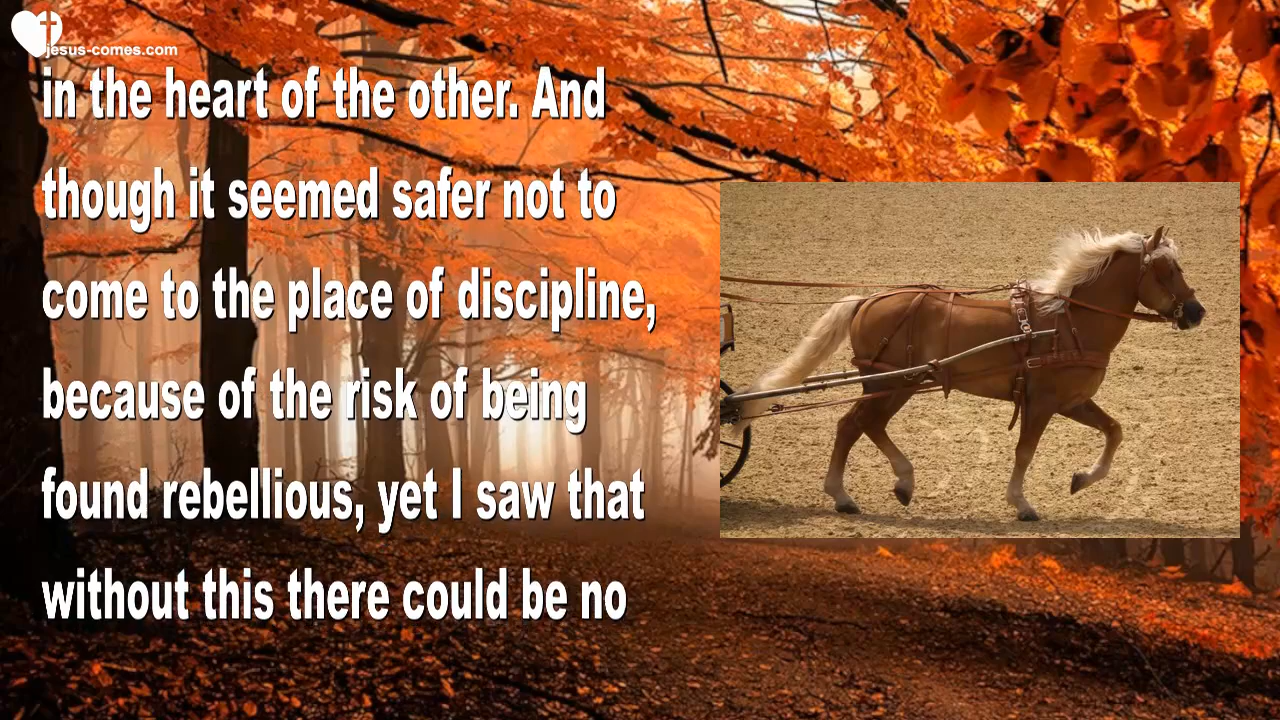 jesus-comes.com
in the heart of the other. And
though it seemed safer not to
come to the place of discipline,
because of the risk of being
found rebellious, yet I saw that
without this there could be no